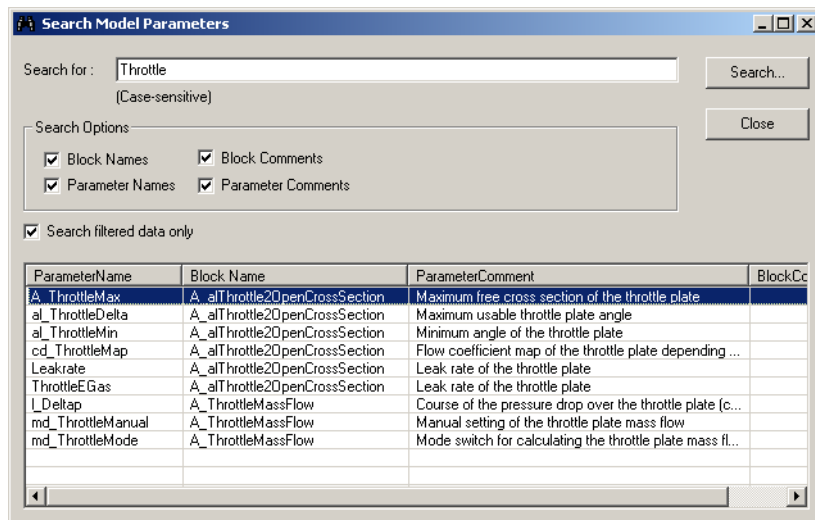 Search Model Parameters
Search for : Throttle Search...
(Case-sensitive)
Search Options Close
Block Names Block Comments
Parameter Names Parameter Comments
Search filtered data only
ParameterName Block Name ParameterComment BlockCc
A_ThrottleMax A_alThrottle2OpenCrossSection Maximum free cross section of the throttle plate
al_ThrottleDelta A_alThrottle2OpenCrossSection Maximum usable throttle plate angle
al_ThrottleMin A_alThrottle2OpenCrossSection Minimum angle of the throttle plate
cd_ThrottleMap A_alThrottle2OpenCrossSection Flow coefficient map of the throttle plate depending ...
Leakrate A_alThrottle2OpenCrossSection Leak rate of the throttle plate
ThrottleEGas A_alThrottle2OpenCrossSection Leak rate of the throttle plate
l_Deltap A_ThrottleMassFlow Course of the pressure drop over the throttle plate (c...
md_ThrottleManual A_ThrottleMassFlow Manual setting of the throttle plate mass flow
md_ThrottleMode A_ThrottleMassFlow Mode switch for calculating the throttle plate mass fl...